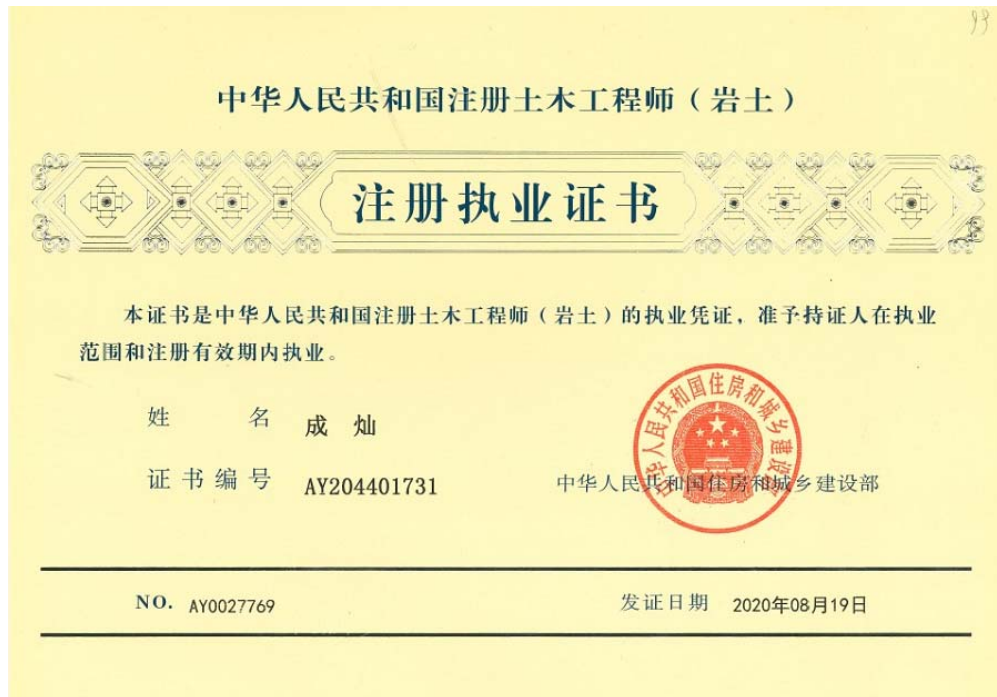 99
中华人民共和国注册土木工程师（岩土）
注册执业证书
本证书是中华人民共和国注册土木工程师（岩土）的执业凭证，准予持证人在执业
范围和注册有效期内执业。
姓名 成灿
中华人民共和国住房和城乡建设部
证书编号 AY204401731
中华人民共和国住房和城乡建设部
NO. AY0027769
发证日期 2020年08月19日